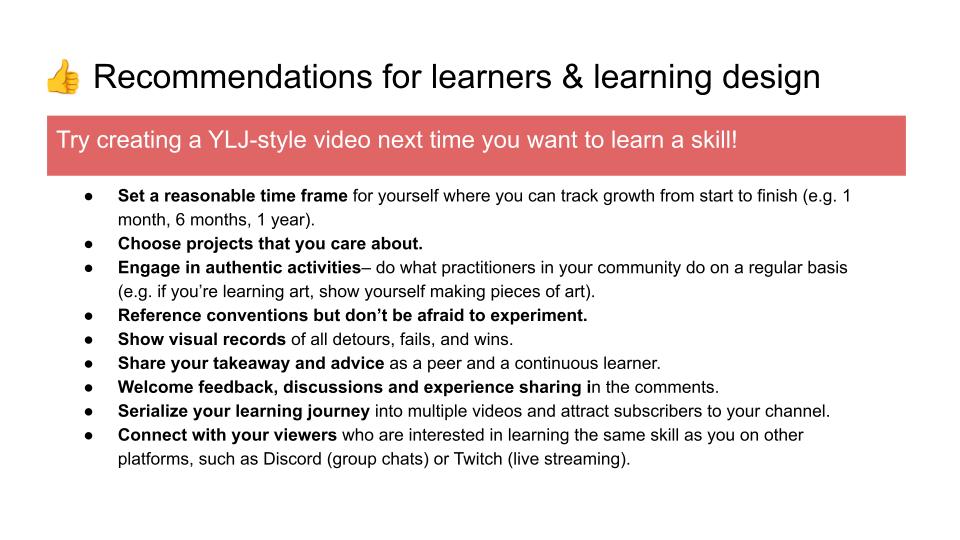 👍 Recommendations for learners & learning design
Try creating a YLJ-style video next time you want to learn a skill!
● Set a reasonable time frame for yourself where you can track growth from start to finish (e.g. 1
month, 6 months, 1 year).
● Choose projects that you care about.
● Engage in authentic activities– do what practitioners in your community do on a regular basis
(e.g. if you’re learning art, show yourself making pieces of art).
● Reference conventions but don’t be afraid to experiment.
● Show visual records of all detours, fails, and wins.
● Share your takeaway and advice as a peer and a continuous learner.
● Welcome feedback, discussions and experience sharing in the comments.
● Serialize your learning journey into multiple videos and attract subscribers to your channel.
● Connect with your viewers who are interested in learning the same skill as you on other
platforms, such as Discord (group chats) or Twitch (live streaming).